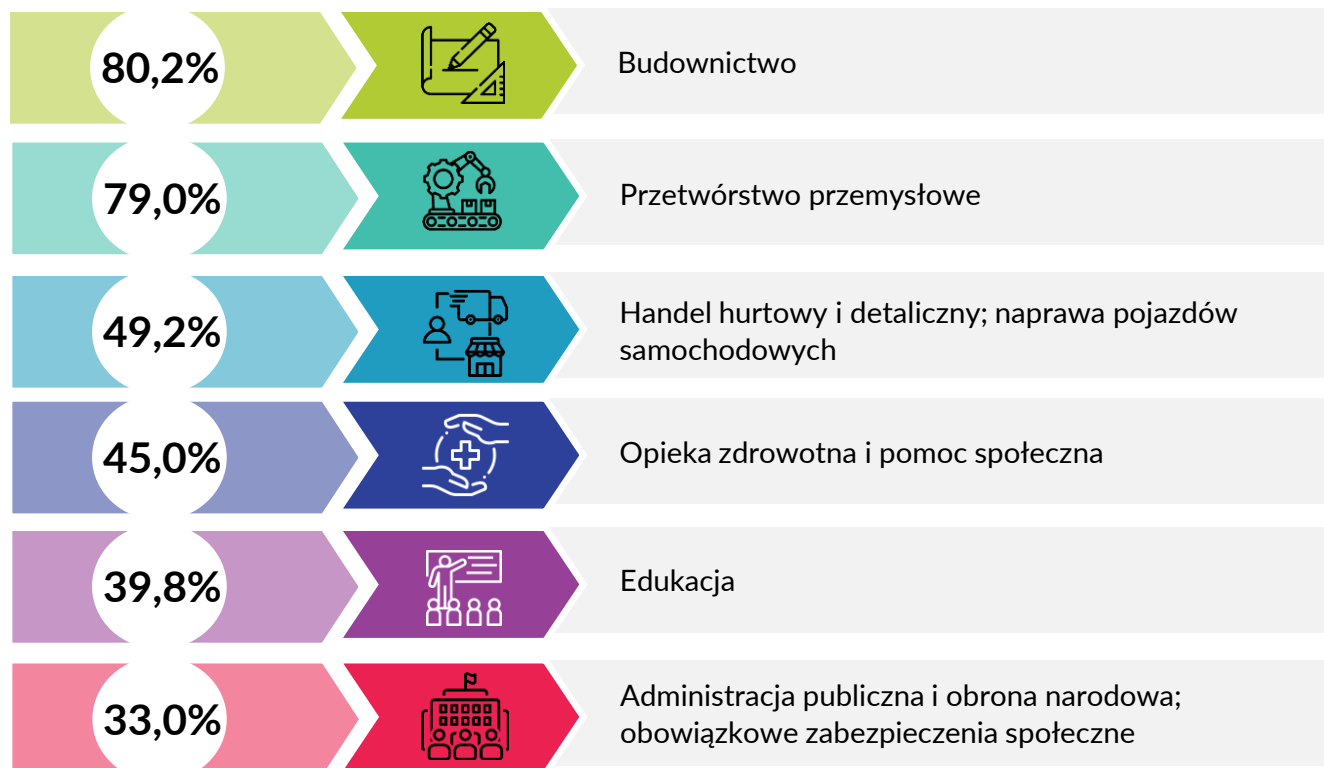 80,2%
Budownictwo
79,0%
Przetwórstwo przemysłowe
49,2%
Handel hurtowy i detaliczny; naprawa pojazdów
samochodowych
45,0%
Opieka zdrowotna i pomoc społeczna
39,8%
Edukacja
33,0%
Administracja publiczna i obrona narodowa;
obowiązkowe zabezpieczenia społeczne